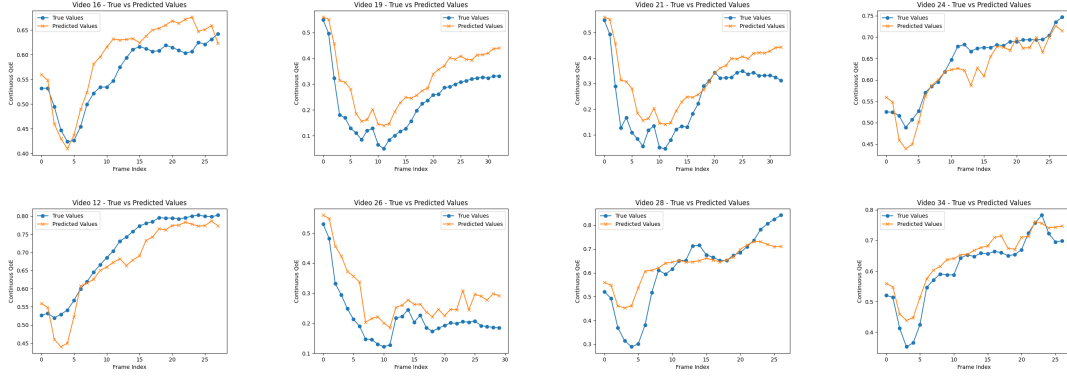 Video 16 - True vs Predicted Values
True Values
Predicted Values
Continuous QoE
0.65
0.60
0.55
0.50
0.45
0.40
0 5 10 15 20 25
Frame Index
Video 19 - True vs Predicted Values
True Values
Predicted Values
Continuous QoE
0.5
0.4
0.3
0.2
0.1
0 5 10 15 20 25 30
Frame Index
Video 21 - True vs Predicted Values
True Values
Predicted Values
Continuous QoE
0.5
0.4
0.3
0.2
0.1
0 5 10 15 20 25 30
Frame Index
Video 24 - True vs Predicted Values
True Values
Predicted Values
Continuous QoE
0.75
0.70
0.65
0.60
0.55
0.50
0.45
0 5 10 15 20 25
Frame Index
Video 12 - True vs Predicted Values
True Values
Predicted Values
Continuous QoE
0.80
0.75
0.70
0.65
0.60
0.55
0.50
0.45
0 5 10 15 20 25
Frame Index
Video 26 - True vs Predicted Values
True Values
Predicted Values
Continuous QoE
0.5
0.4
0.3
0.2
0.1
0 5 10 15 20 25 30
Frame Index
Video 28 - True vs Predicted Values
True Values
Predicted Values
Continuous QoE
0.8
0.7
0.6
0.5
0.4
0.3
0 5 10 15 20 25
Frame Index
Video 34 - True vs Predicted Values
True Values
Predicted Values
Continuous QoE
0.8
0.7
0.6
0.5
0.4
0 5 10 15 20 25
Frame Index